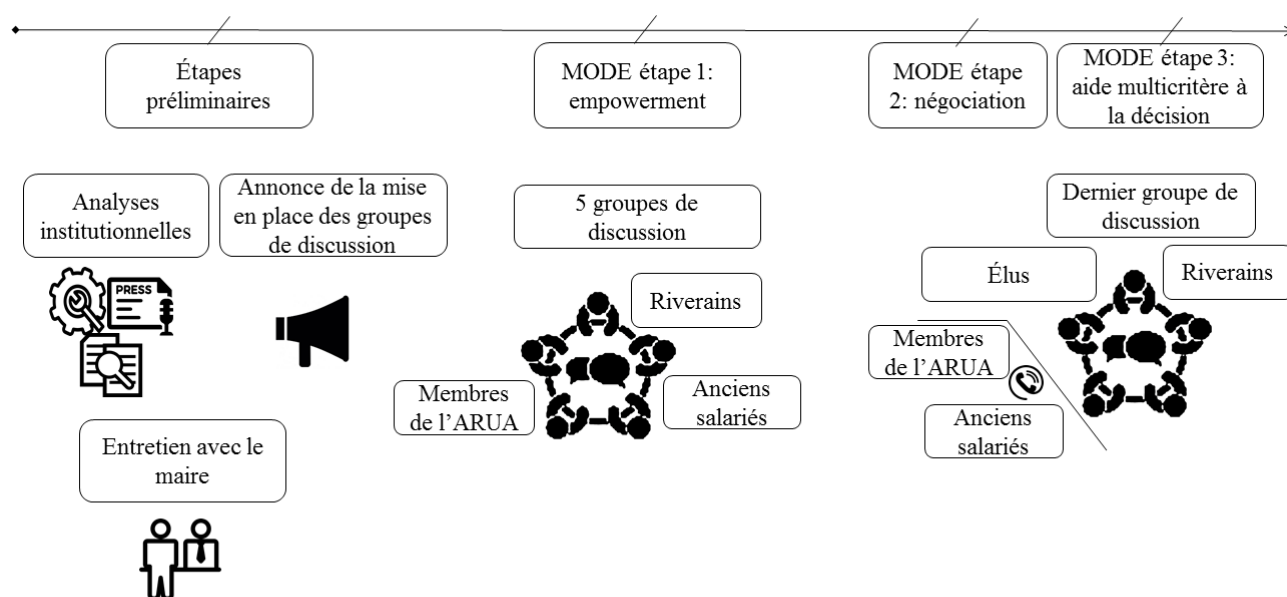 Étapes
préliminaires
MODE étape 1:
empowerment
MODE étape
2: négociation
MODE étape 3:
aide multicritère à
la décision
Analyses
institutionnelles
Annonce de la mise
en place des groupes
de discussion
5 groupes de
discussion
Dernier groupe de
discussion
PRESS
Riverains
Élus
Riverains
Membres
de l’ARUA
Anciens
salariés
Membres
de l’ARUA
Anciens
salariés
Entretien avec le
maire